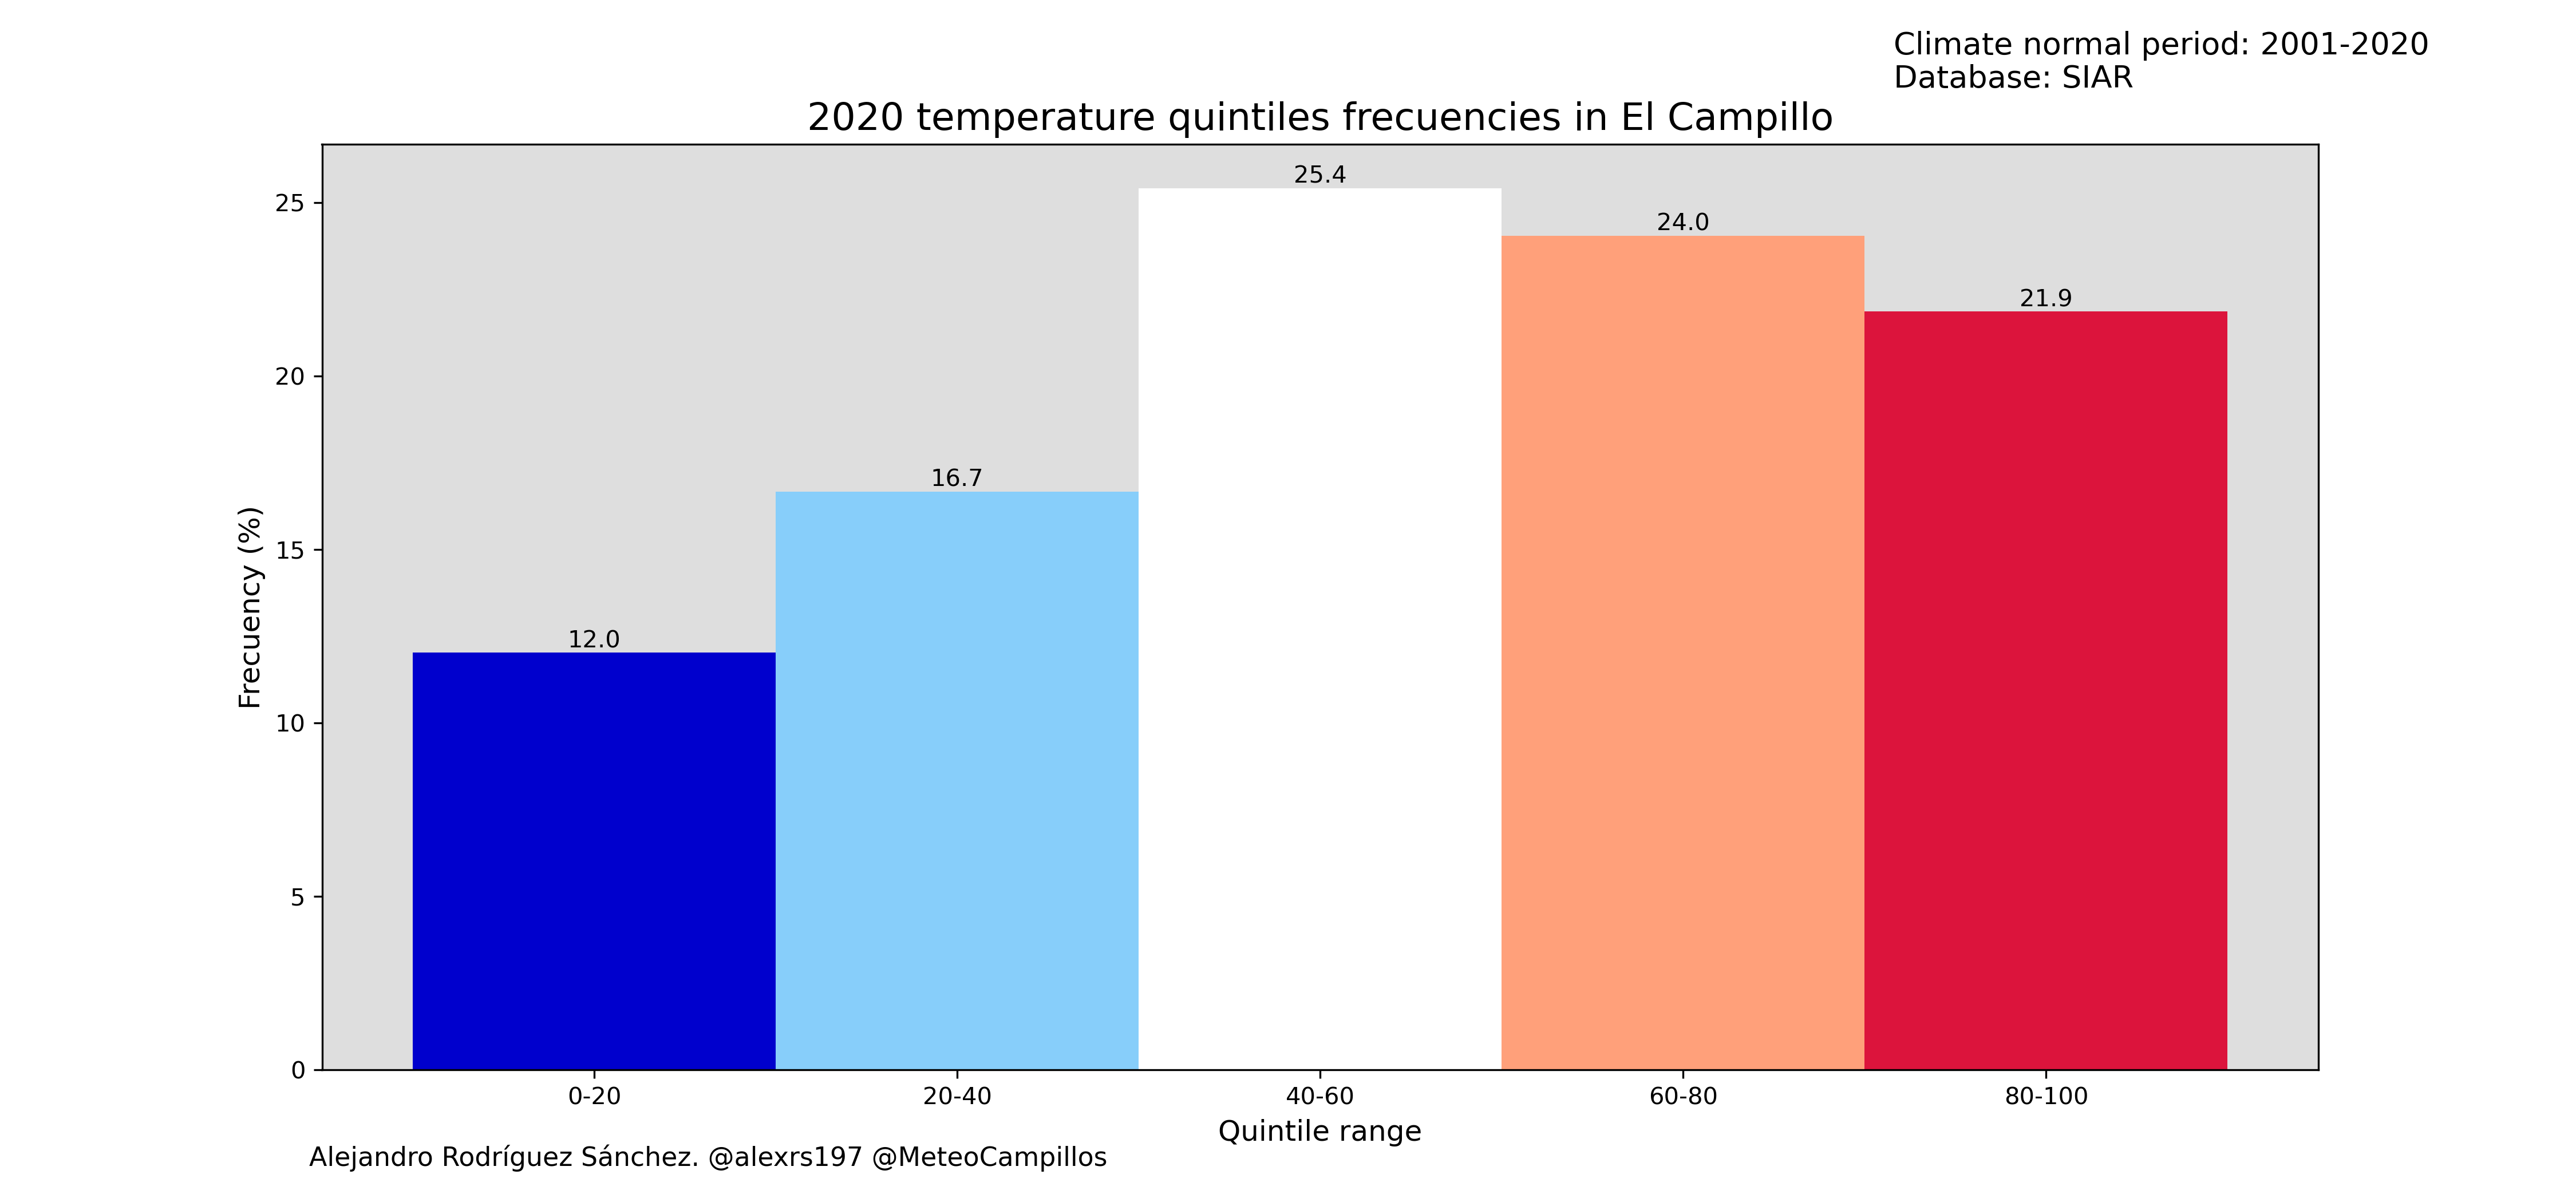 Climate normal period: 2001-2020
Database: SIAR
2020 temperature quintiles frecuencies in El Campillo
Frecuency (%)
25
20
15
10
5
0
12.0
16.7
25.4
24.0
21.9
0-20
20-40
40-60
60-80
80-100
Quintile range
Alejandro Rodríguez Sánchez. @alexrs197 @MeteoCampillos